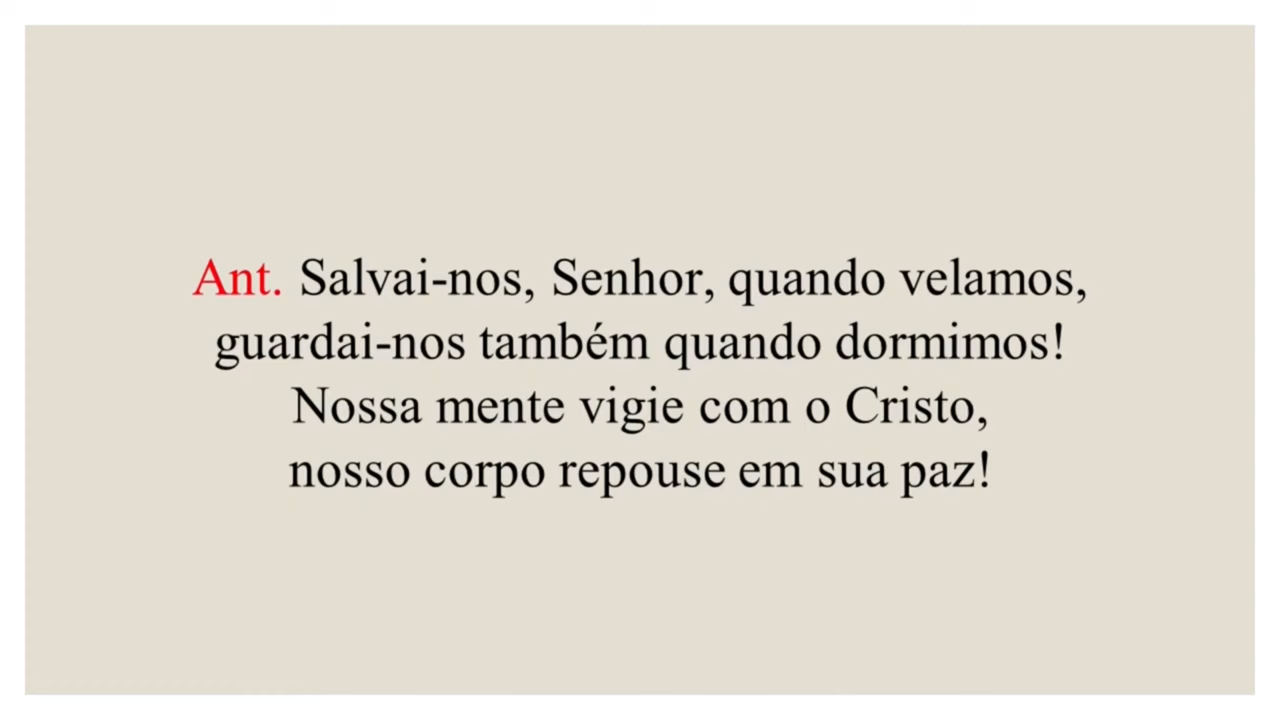 Ant. Salvai-nos, Senhor, quando velamos,
guardai-nos também quando dormimos!
Nossa mente vigie com o Cristo,
nosso corpo repouse em sua paz!